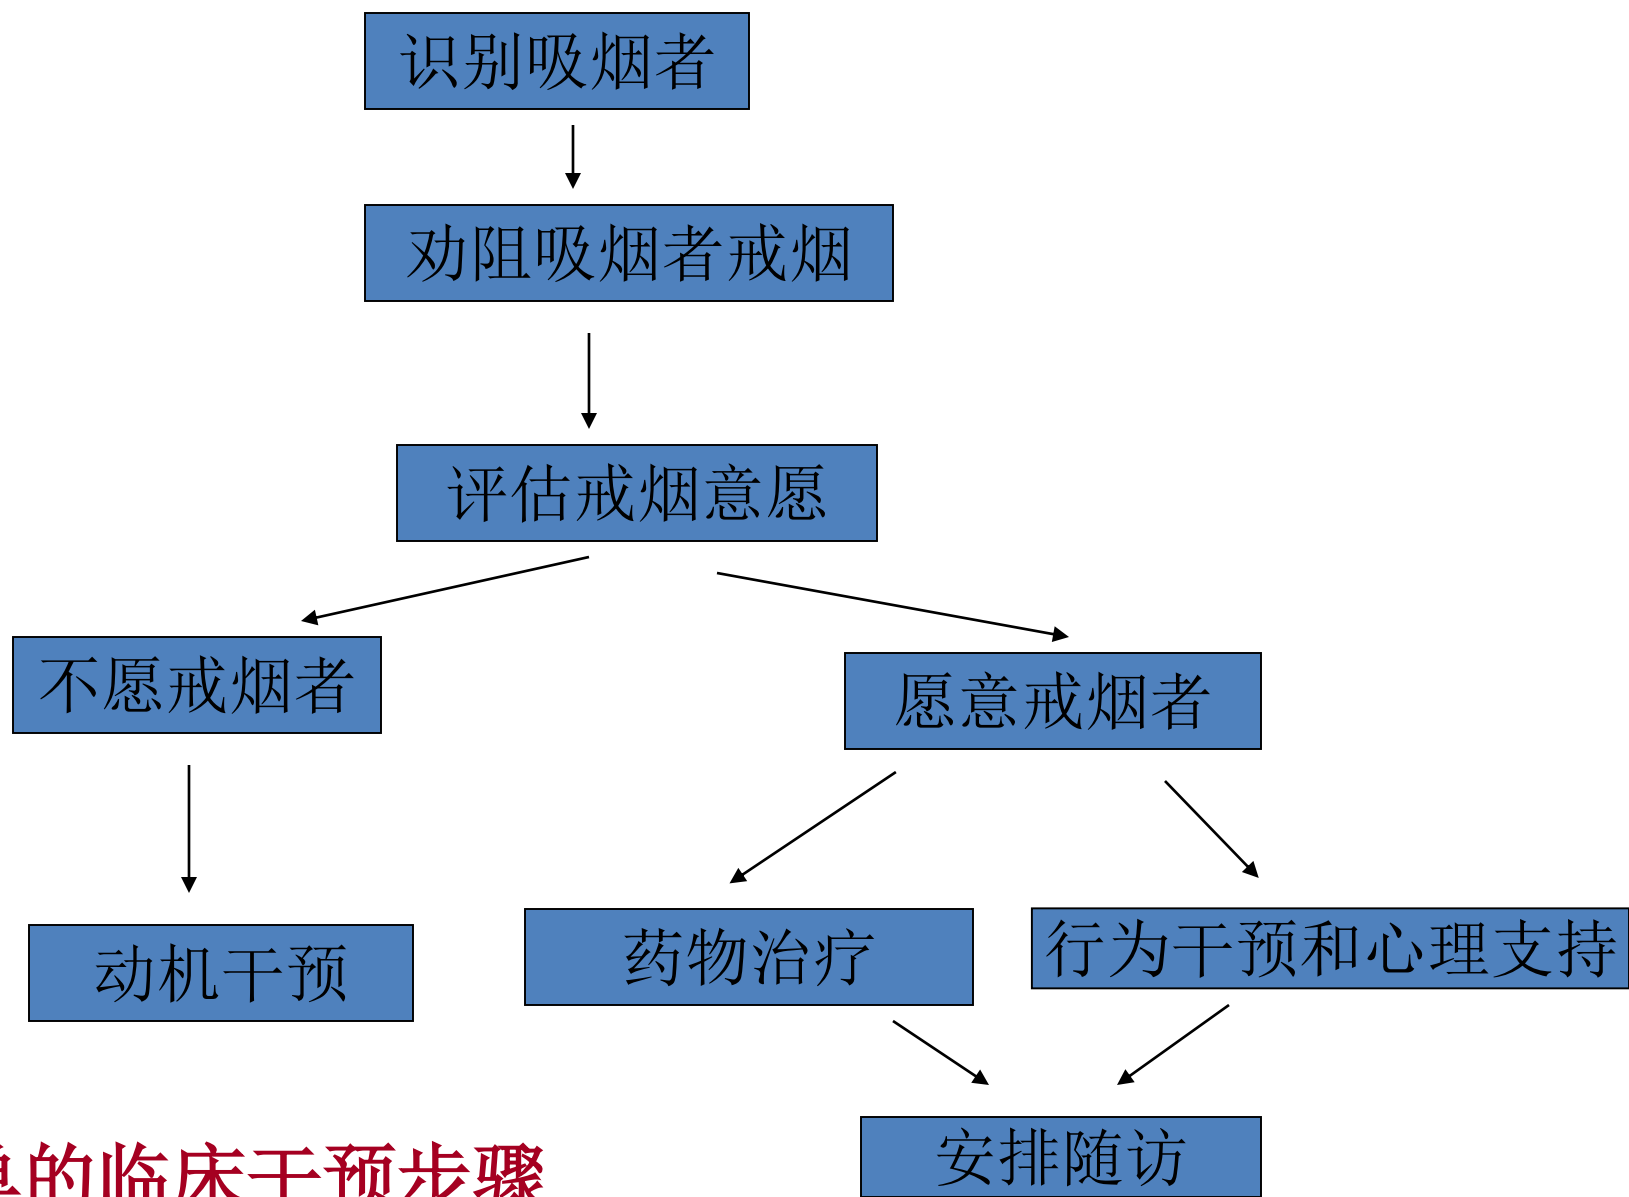 识别吸烟者
劝阻吸烟者戒烟
评估戒烟意愿
不愿戒烟者
愿意戒烟者
动机干预
药物治疗
行为干预和心理支持
安排随访
的临床干预步骤